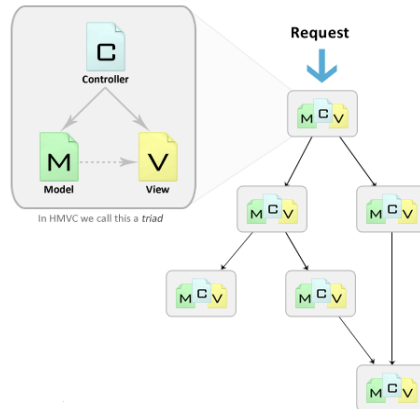 Request
C
Controller
M
V
Model
View
In HMVC we call this a triad
M C V
M C V
M C V
M C V
M C V
M C V